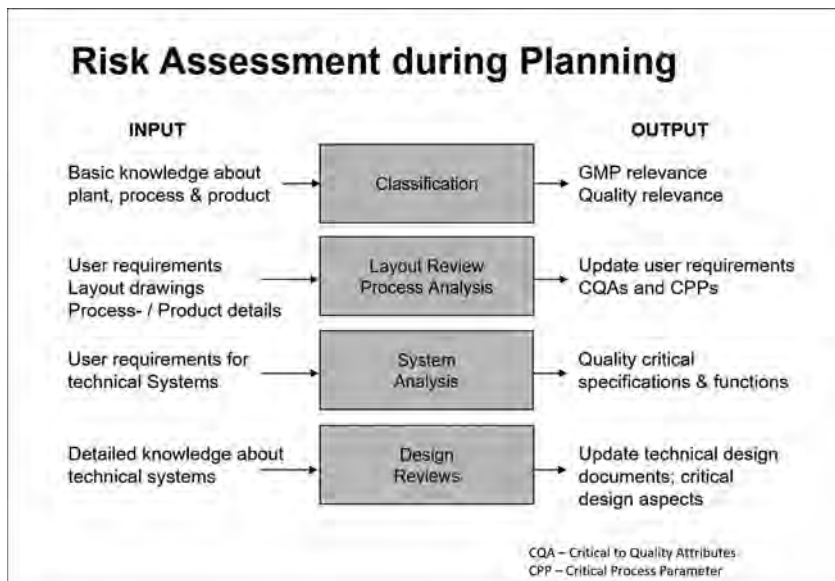 Risk Assessment during Planning
INPUT
OUTPUT
Basic knowledge about
plant, process & product
Classification
GMP relevance
Quality relevance
User requirements
Layout drawings
Process- / Product details
Layout Review
Process Analysis
Update user requirements
CQAs and CPPs
User requirements for
technical Systems
System
Analysis
Quality critical
specifications & functions
Detailed knowledge about
technical systems
Design
Reviews
Update technical design
documents; critical
design aspects
CQA – Critical to Quality Attributes
CPP – Critical Process Parameter